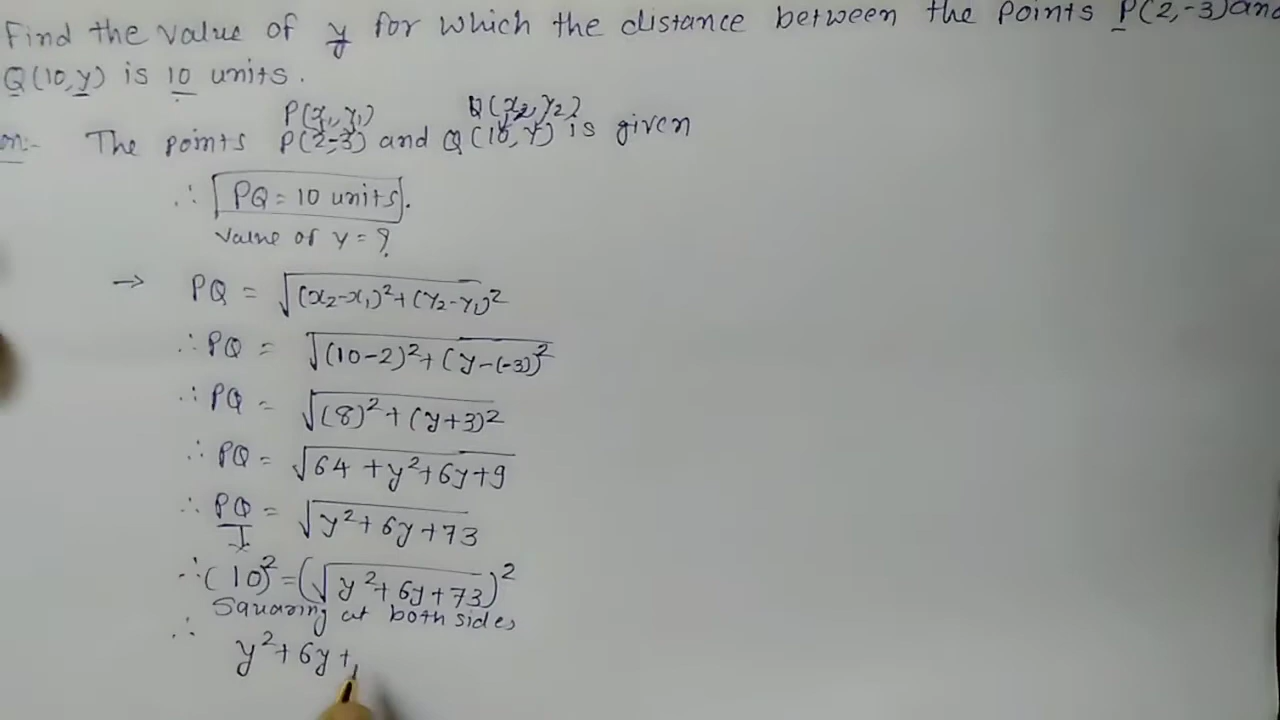 Find the value of y for which the distance between the points P(2,-3) and
Q(10,y) is 10 units.
P(x₁,y₁) Q(x₂,y₂)
on:- The points P(2-3) and Q(10,Y) is given
∴ PQ = 10 units.
Value of Y = ?
→ PQ = √(x₂-x₁)²+(Y₂-Y₁)²
∴ PQ = √(10-2)²+(y-(-3))²
∴ PQ = √(8)²+(y+3)²
∴ PQ = √64+y²+6y+9
∴ PQ = √y²+6y+73
∴ (10)² = (√y²+6y+73)²
Squaring at both sides
∴ y²+6y+